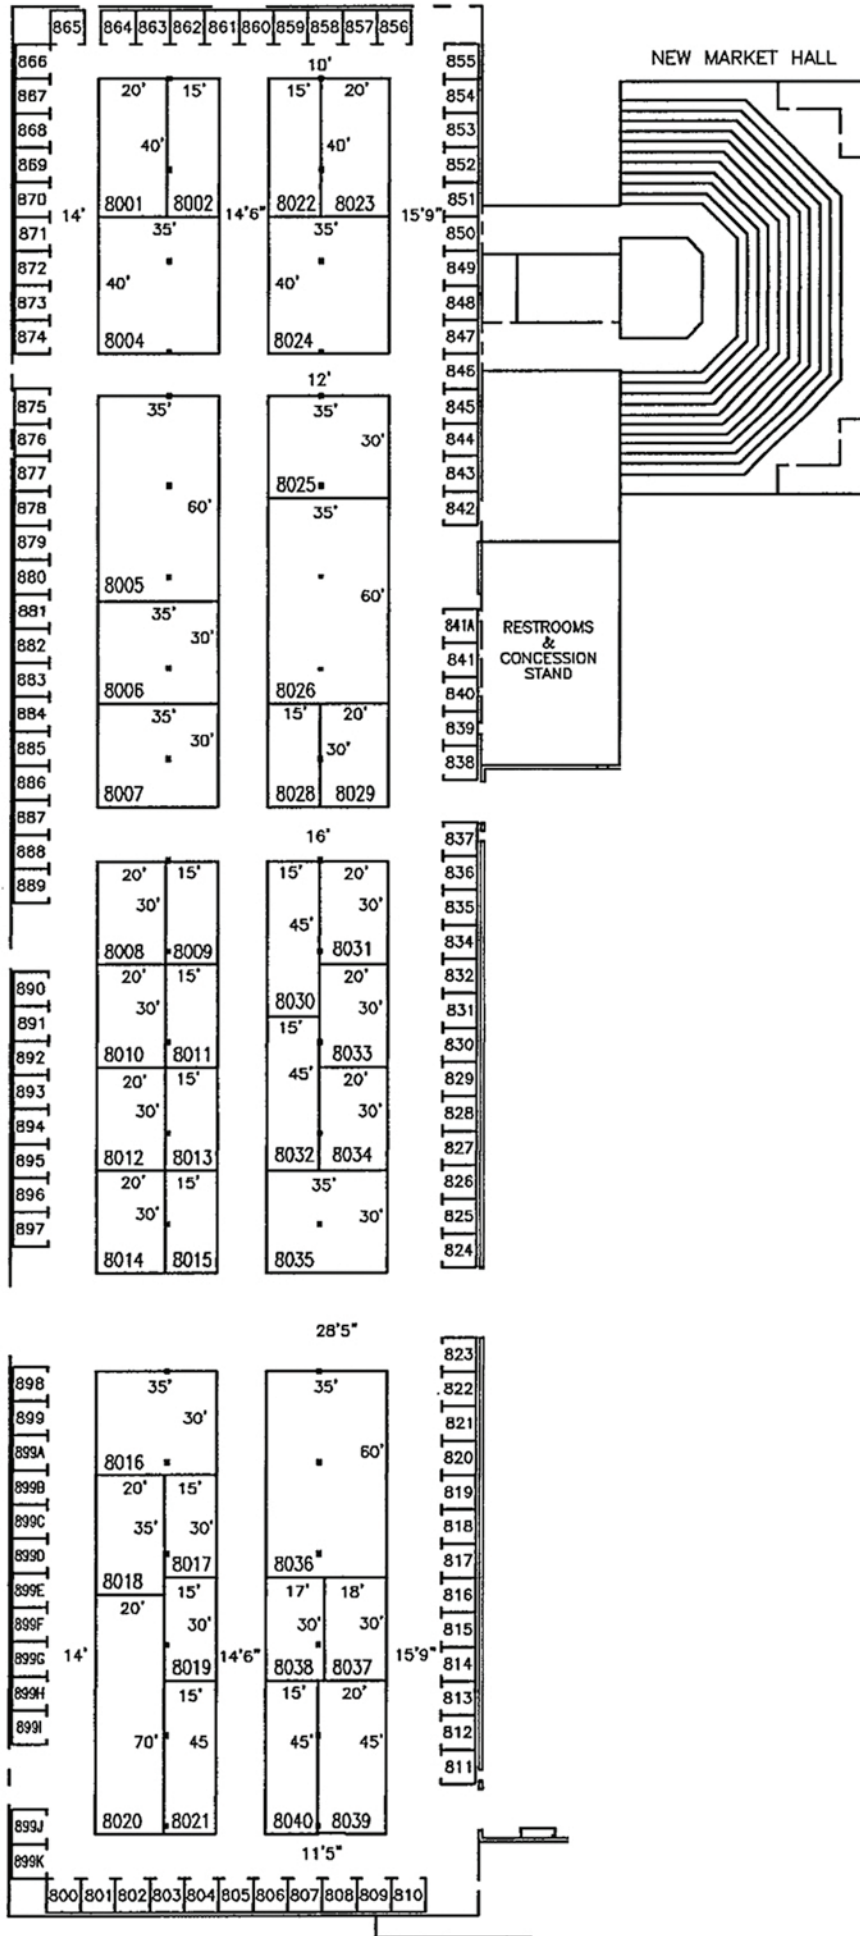 865 864 863 862 861 860 859 858 857 856
866 10' 855 NEW MARKET HALL
867 20' 15' 15' 20' 854
868 853
869 40' 40' 852
870 8001 8002 8022 8023 851
14' 14'6" 15'9"
871 35' 35' 850
872 849
873 40' 40' 848
874 8004 8024 847
12' 846
875 35' 35' 845
876 30' 844
877 8025 843
878 60' 35' 842
879
880 8005 60'
881 35' 841A RESTROOMS
&
882 30' 841 CONCESSION
STAND
883 8006 8026 840
884 35' 15' 20' 839
885 30' 30' 838
886 8007 8028 8029
887 16' 837
888 20' 15' 15' 20' 836
889 30' 45' 30' 835
8008 8009 8031 834
890 20' 15' 8030 20' 832
891 30' 15' 30' 831
892 8010 8011 45' 8033 830
893 20' 15' 20' 829
894 30' 30' 828
895 8012 8013 8032 8034 827
896 20' 15' 35' 826
897 30' 30' 825
8014 8015 8035 824
28'5" 823
898 35' 35' 822
899 30' 821
899A 8016 60' 820
899B 20' 15' 819
899C 35' 30' 818
899D 8018 8017 8036 817
899E 20' 15' 17' 18' 816
899F 30' 30' 30' 815
899G 14' 8019 14'6" 8038 8037 15'9" 814
899H 15' 15' 20' 813
899I 70' 45 45' 45' 812
811
899J 8020 8021 8040 8039
899K 11'5"
800 801 802 803 804 805 806 807 808 809 810